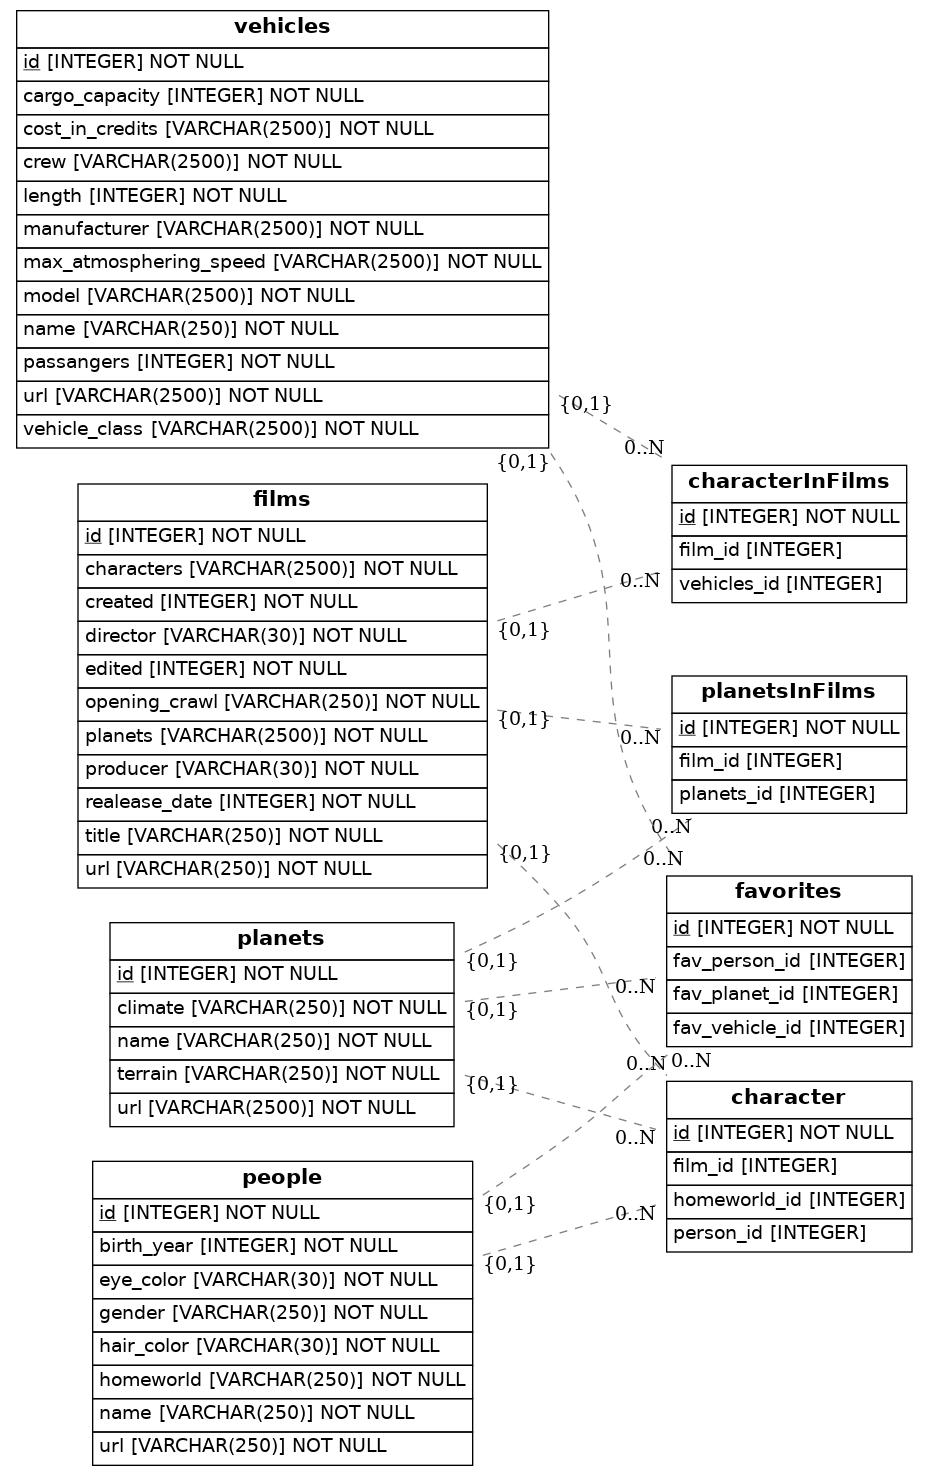 vehicles
id [INTEGER] NOT NULL
cargo_capacity [INTEGER] NOT NULL
cost_in_credits [VARCHAR(2500)] NOT NULL
crew [VARCHAR(2500)] NOT NULL
length [INTEGER] NOT NULL
manufacturer [VARCHAR(2500)] NOT NULL
max_atmosphering_speed [VARCHAR(2500)] NOT NULL
model [VARCHAR(2500)] NOT NULL
name [VARCHAR(250)] NOT NULL
passangers [INTEGER] NOT NULL
url [VARCHAR(2500)] NOT NULL
vehicle_class [VARCHAR(2500)] NOT NULL
{0,1}
0..N
{0,1}
characterInFilms
id [INTEGER] NOT NULL
film_id [INTEGER]
vehicles_id [INTEGER]
films
id [INTEGER] NOT NULL
characters [VARCHAR(2500)] NOT NULL
created [INTEGER] NOT NULL
director [VARCHAR(30)] NOT NULL
edited [INTEGER] NOT NULL
opening_crawl [VARCHAR(250)] NOT NULL
planets [VARCHAR(2500)] NOT NULL
producer [VARCHAR(30)] NOT NULL
realease_date [INTEGER] NOT NULL
title [VARCHAR(250)] NOT NULL
url [VARCHAR(250)] NOT NULL
0..N
{0,1}
{0,1}
0..N
{0,1}
planetsInFilms
id [INTEGER] NOT NULL
film_id [INTEGER]
planets_id [INTEGER]
0..N
0..N
favorites
id [INTEGER] NOT NULL
fav_person_id [INTEGER]
fav_planet_id [INTEGER]
fav_vehicle_id [INTEGER]
planets
id [INTEGER] NOT NULL
climate [VARCHAR(250)] NOT NULL
name [VARCHAR(250)] NOT NULL
terrain [VARCHAR(250)] NOT NULL
url [VARCHAR(2500)] NOT NULL
{0,1}
0..N
{0,1}
0..N
0..N
{0,1}
0..N
character
id [INTEGER] NOT NULL
film_id [INTEGER]
homeworld_id [INTEGER]
person_id [INTEGER]
people
id [INTEGER] NOT NULL
birth_year [INTEGER] NOT NULL
eye_color [VARCHAR(30)] NOT NULL
gender [VARCHAR(250)] NOT NULL
hair_color [VARCHAR(30)] NOT NULL
homeworld [VARCHAR(250)] NOT NULL
name [VARCHAR(250)] NOT NULL
url [VARCHAR(250)] NOT NULL
{0,1}
0..N
{0,1}